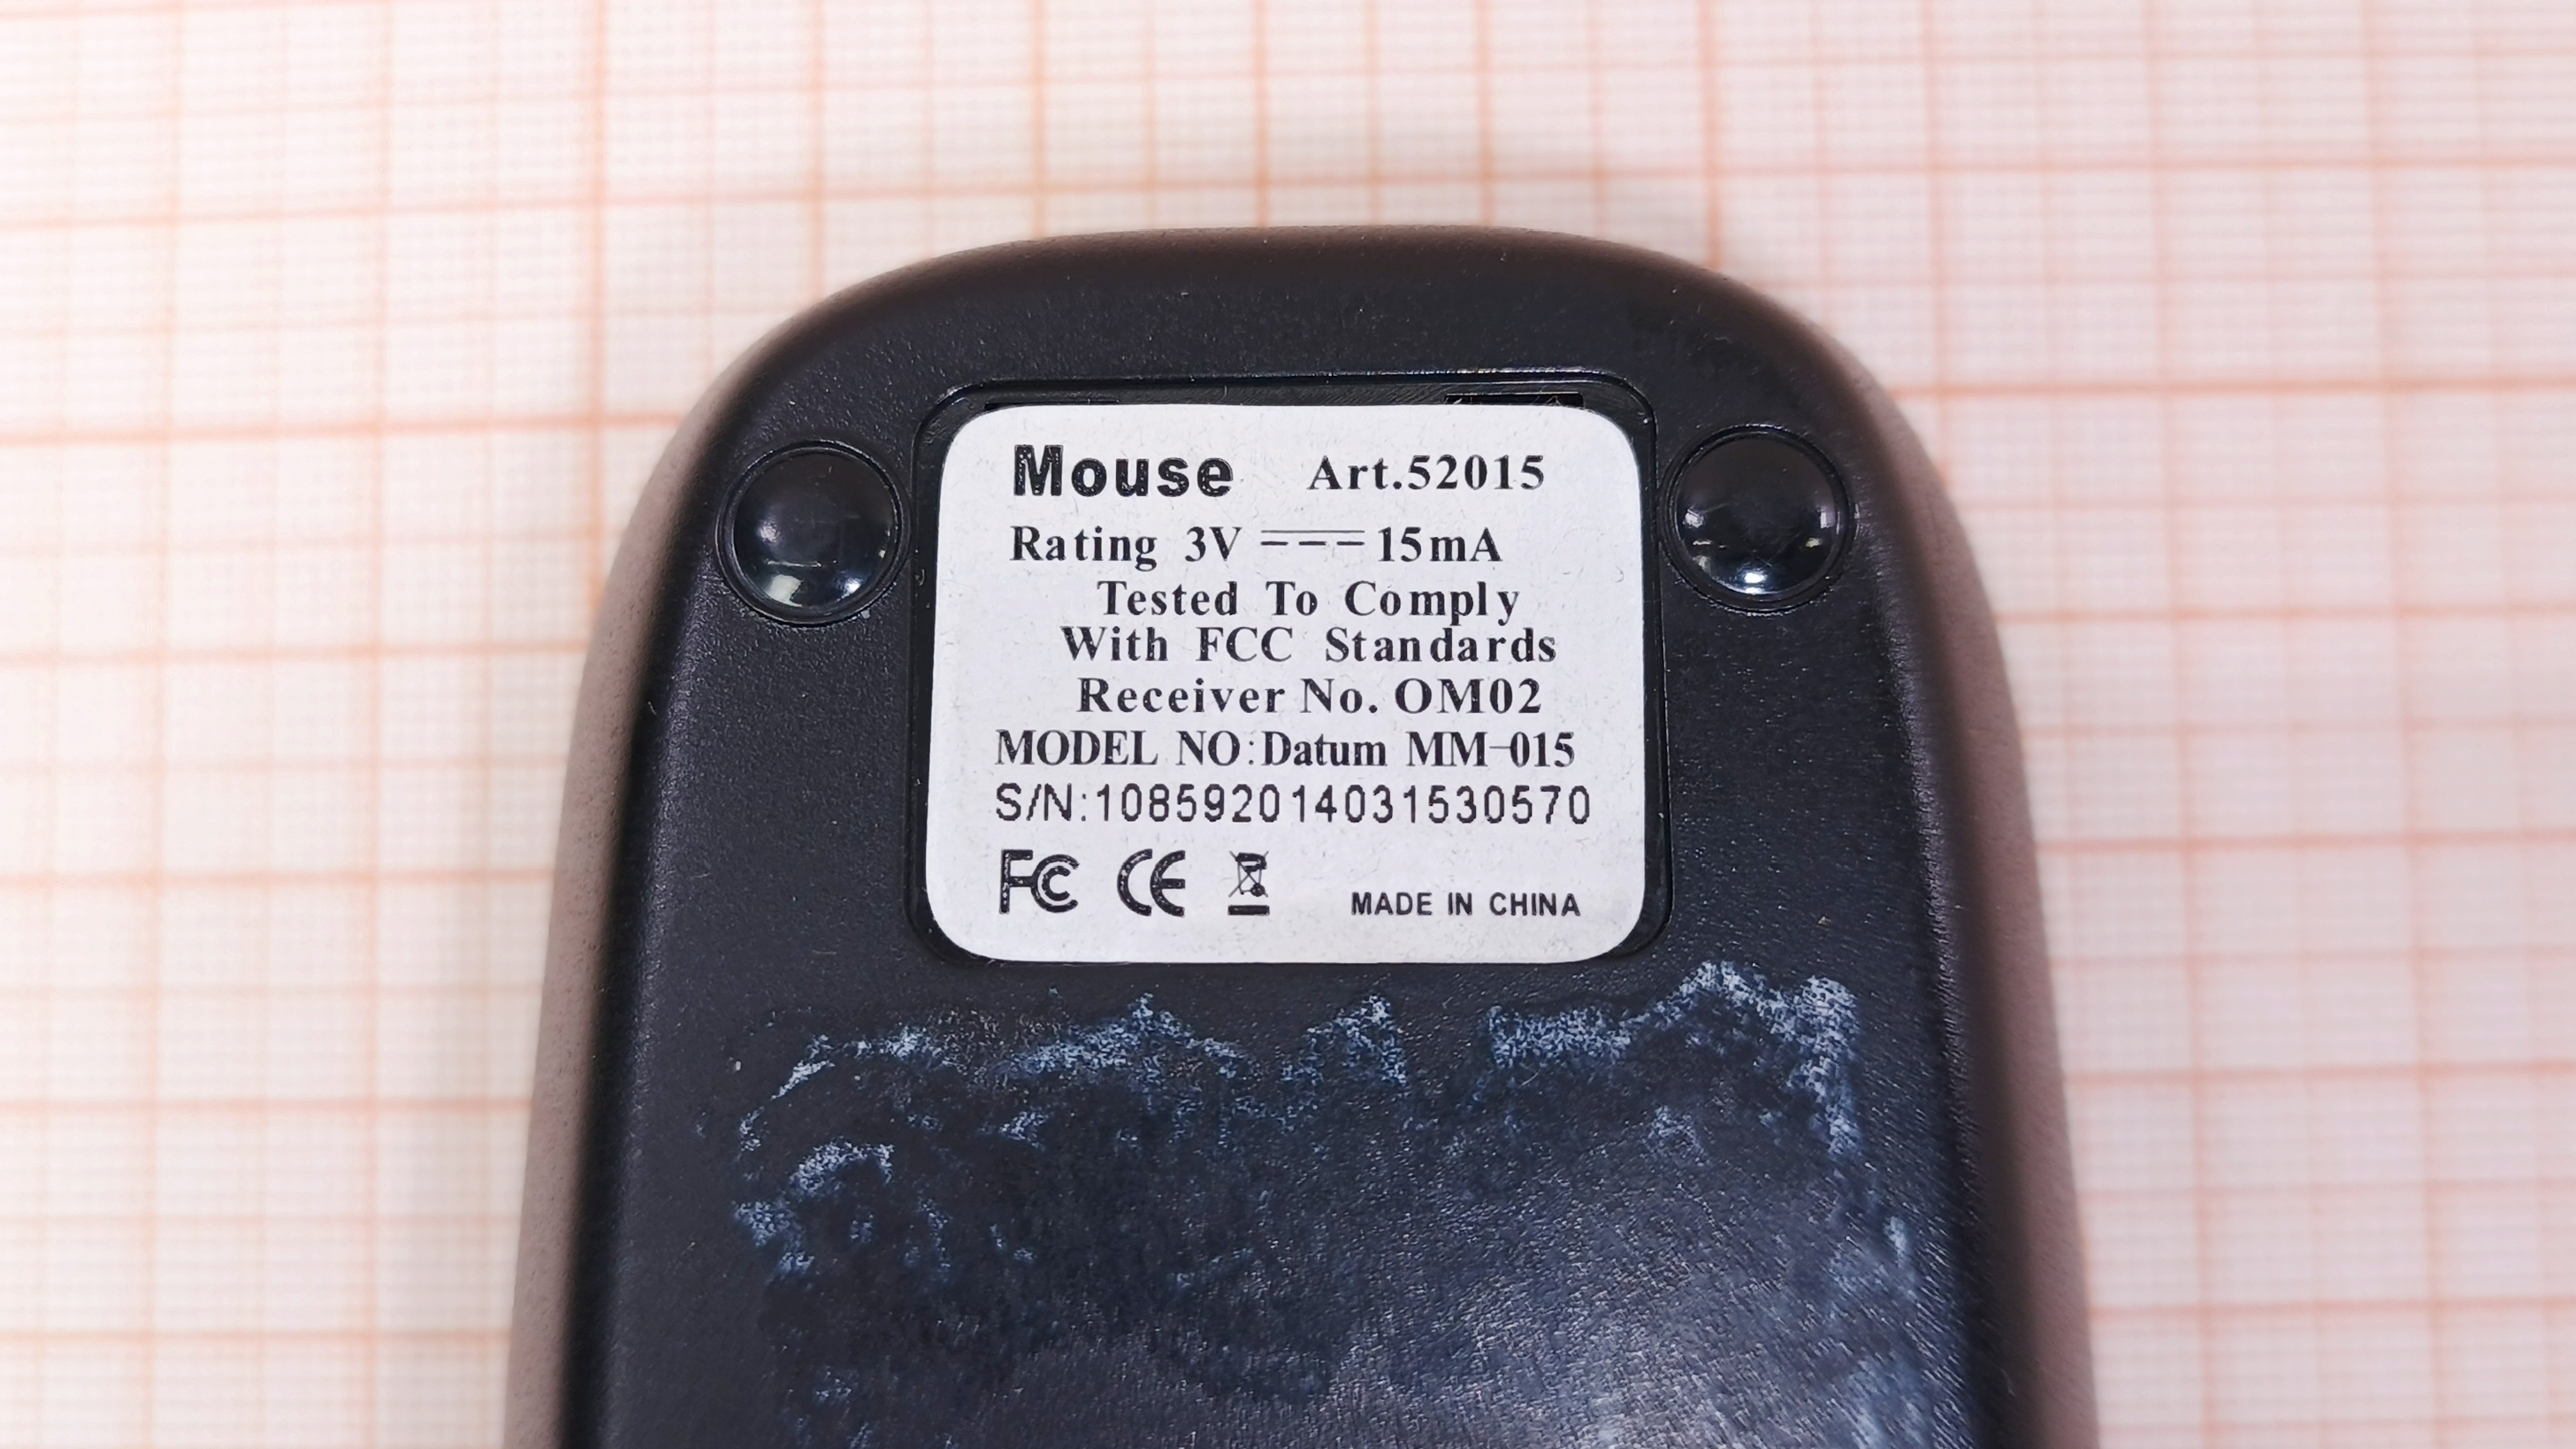 Mouse Art.52015
Rating 3V 15mA
Tested To Comply
With FCC Standards
Receiver No. OM02
MODEL NO:Datum MM-015
S/N:108592014031530570
FC CE MADE IN CHINA